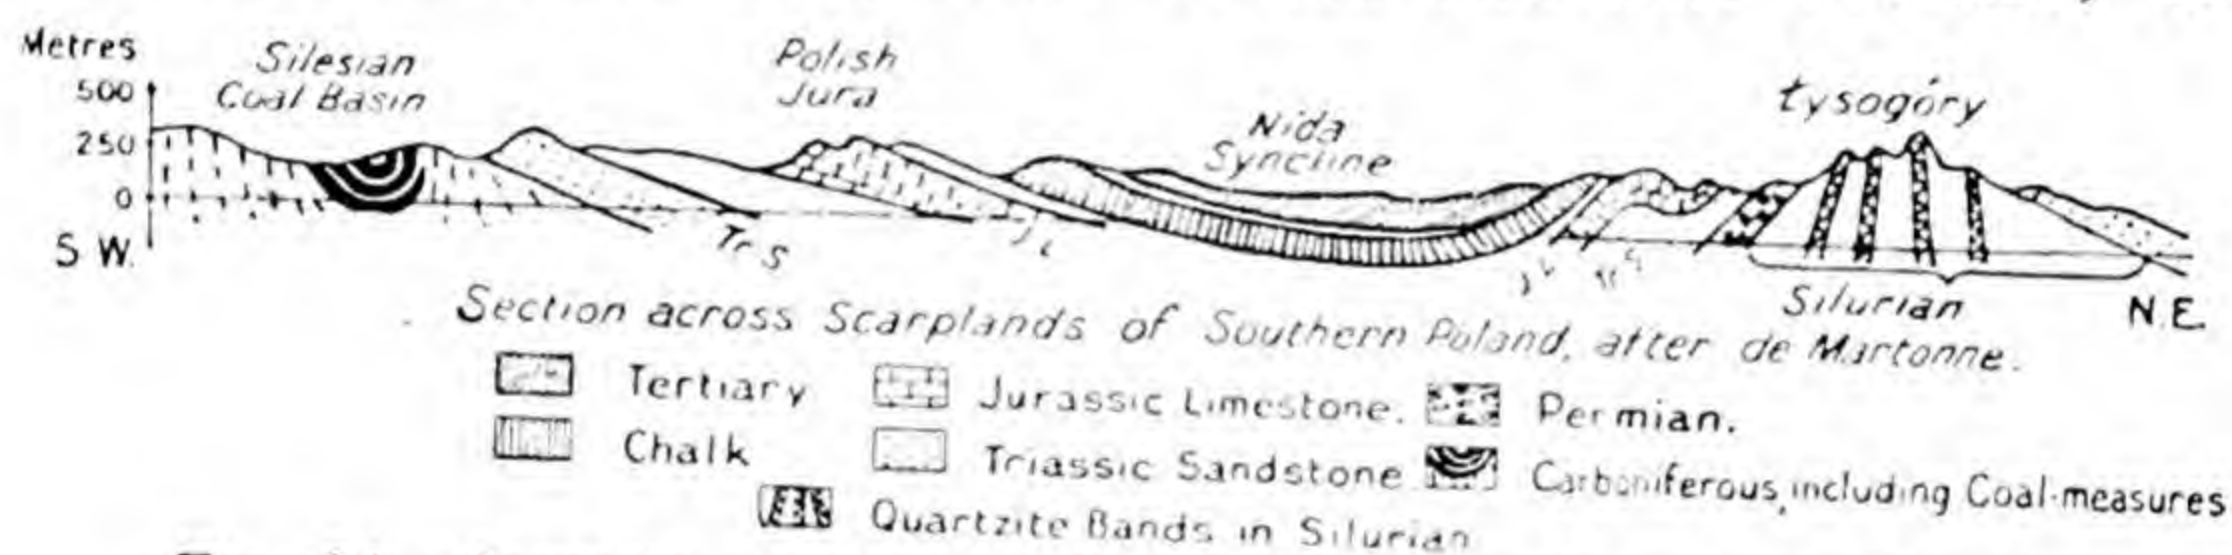 Metres
Silesian
Coal Basin
Polish
Jura
Nida
Syncline
Łysogóry
500
250
0
S W.
Tr S
J L
J L
Silurian
N.E.
Section across Scarplands of Southern Poland, after de Martonne.
Tertiary Jurassic Limestone. Permian.
Chalk Triassic Sandstone Carboniferous, including Coal-measures
Quartzite Bands in Silurian